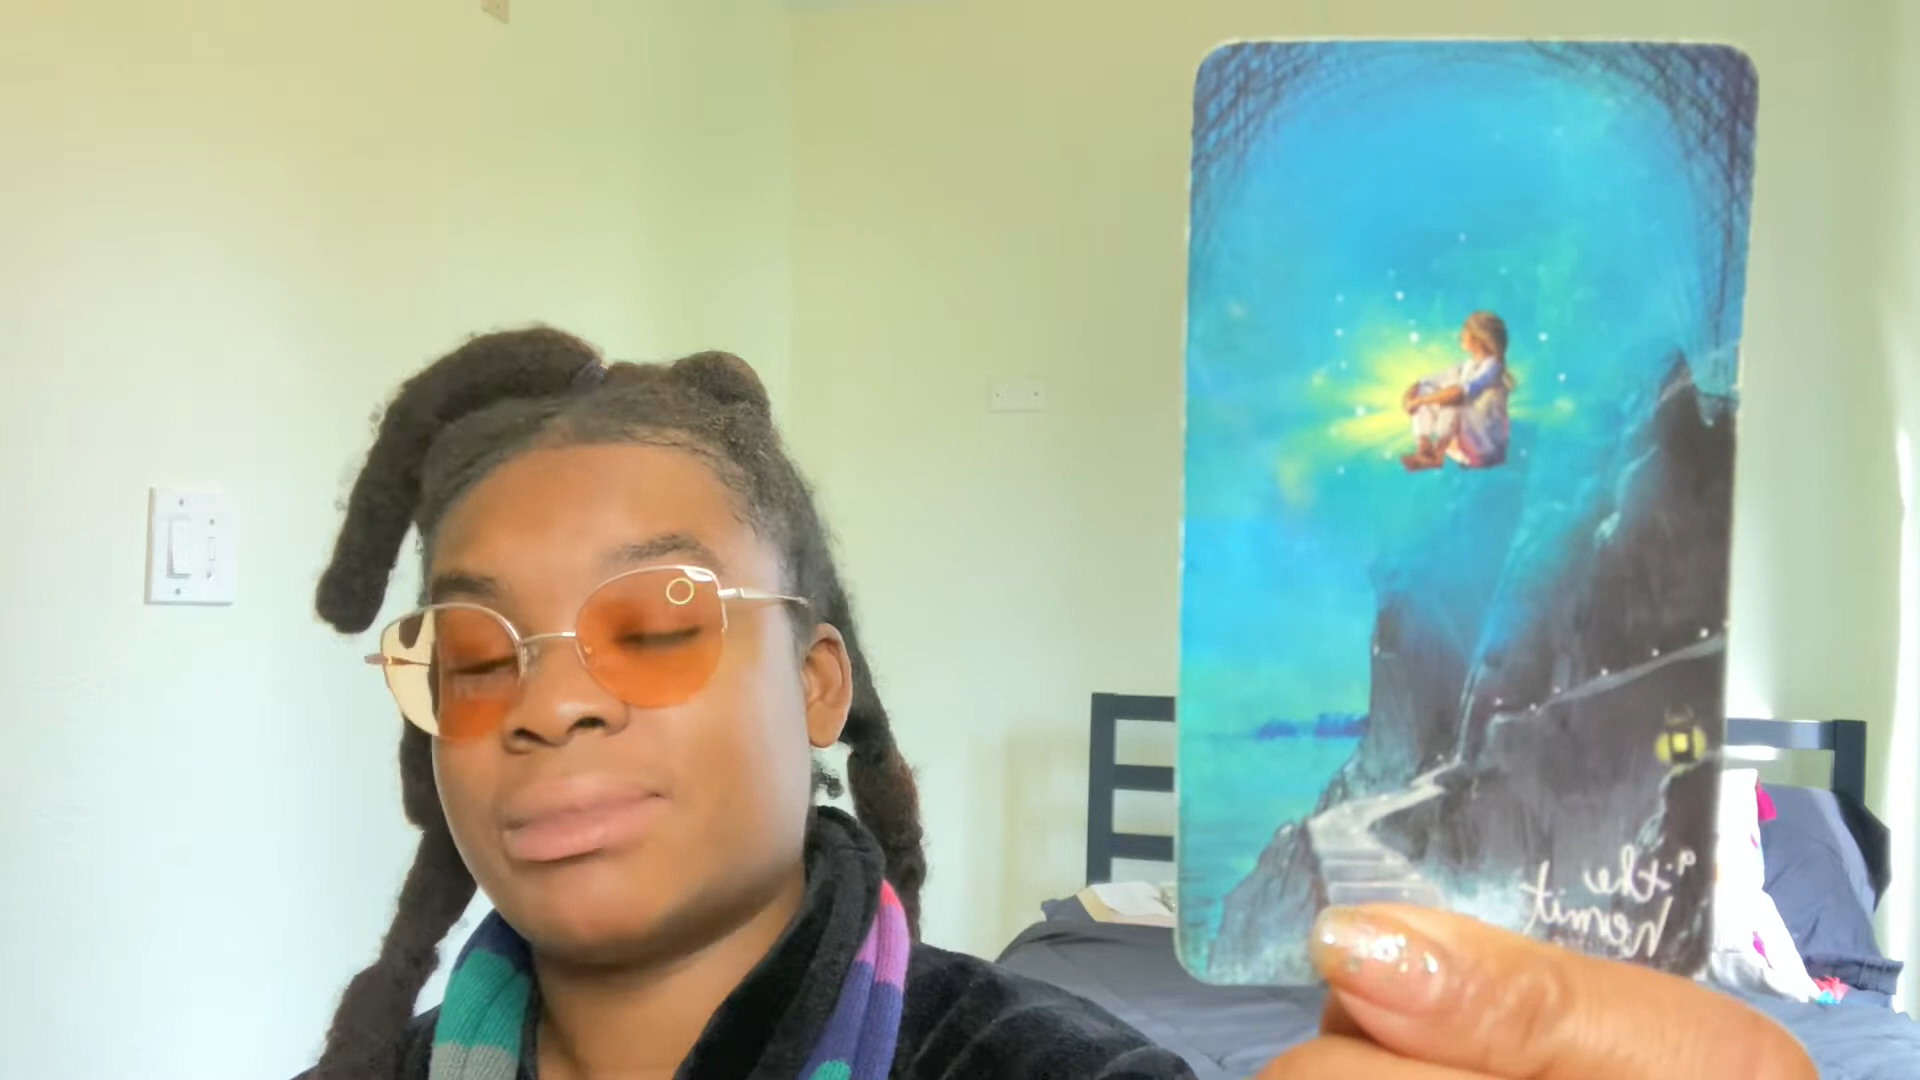 9. the
hermit